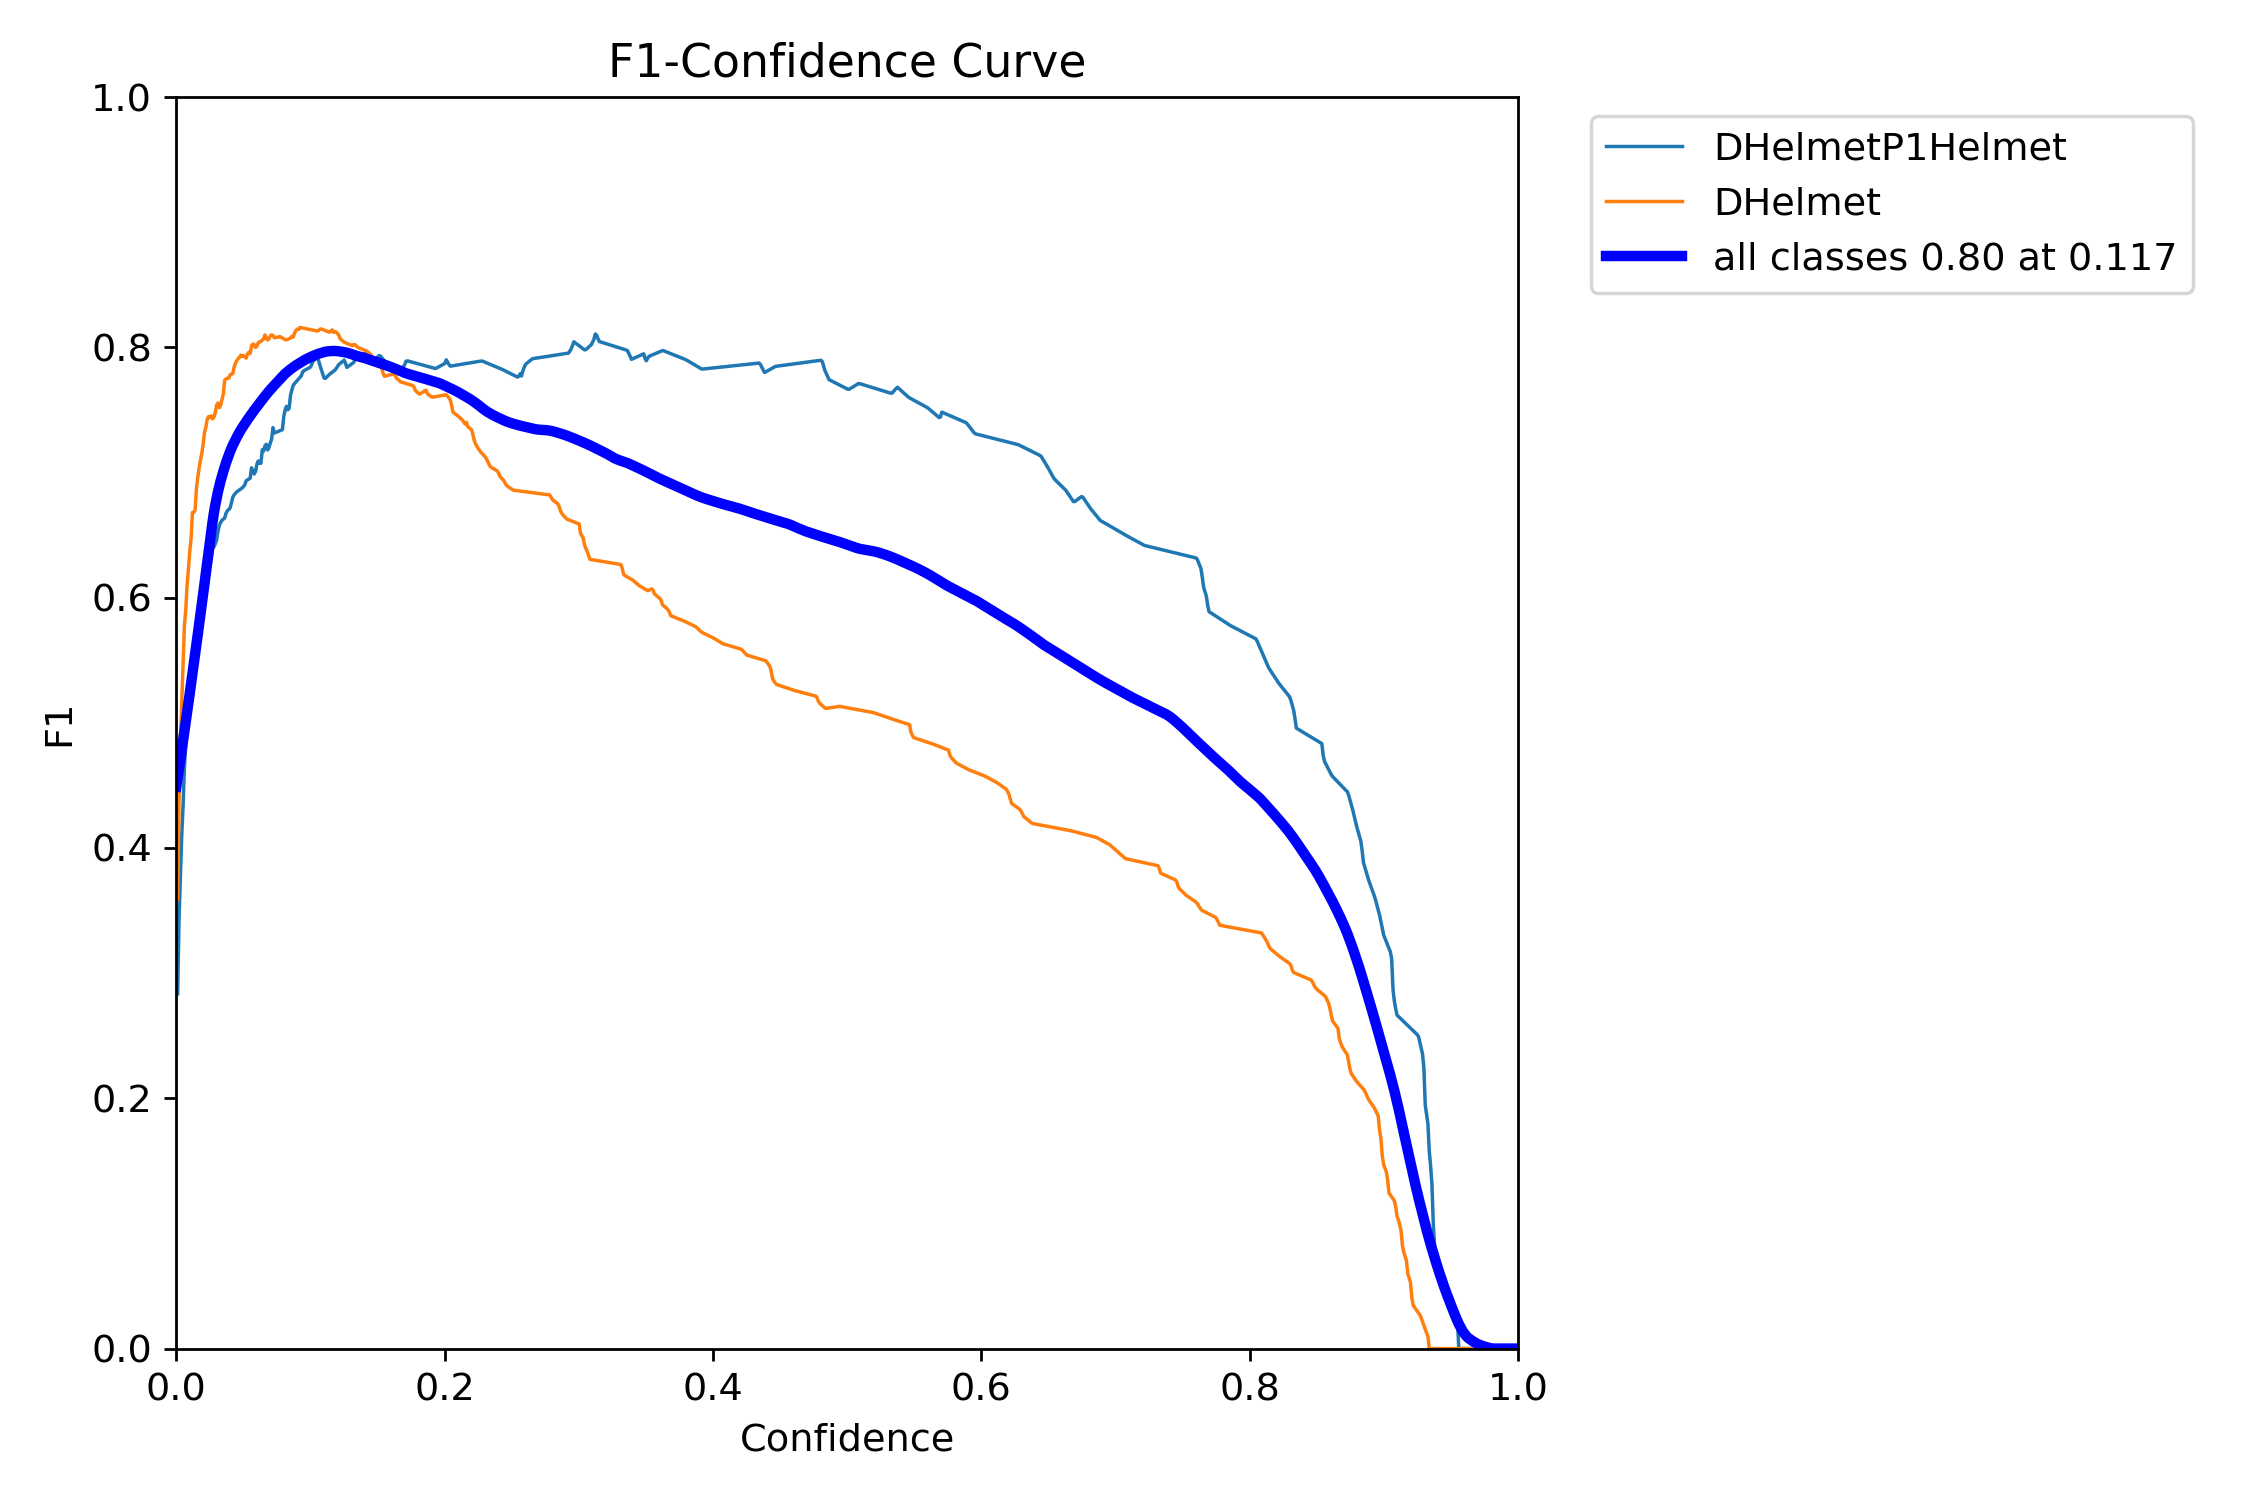 F1-Confidence Curve
1.0
0.8
0.6
0.4
0.2
0.0
F1
0.0 0.2 0.4 0.6 0.8 1.0
Confidence
DHelmetP1Helmet
DHelmet
all classes 0.80 at 0.117